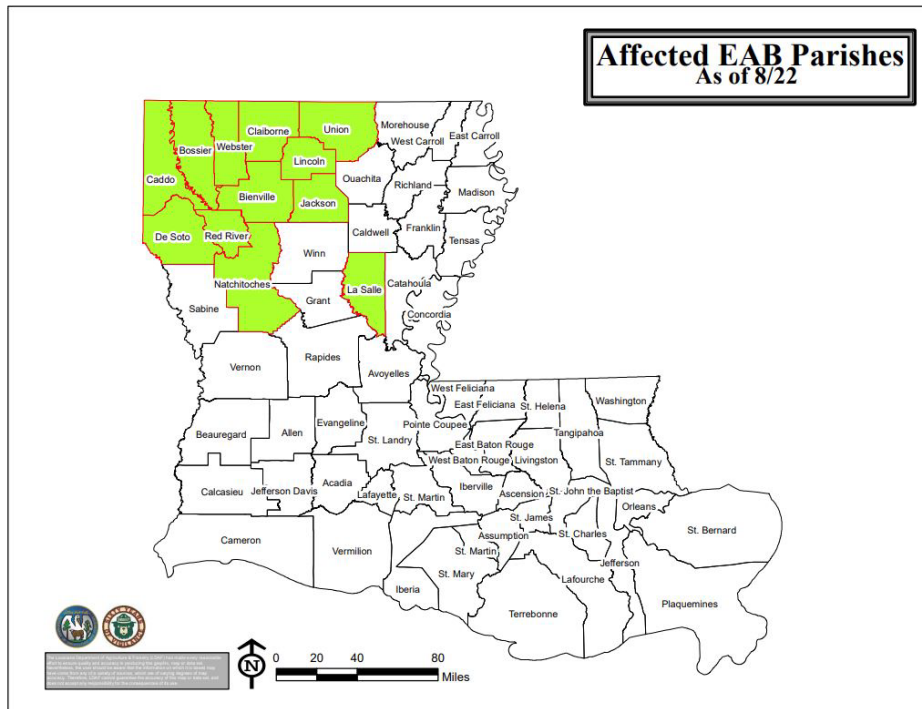 Affected EAB Parishes
As of 8/22
Morehouse
West Carroll
East Carroll
Union
Claiborne
Webster
Bossier
Caddo
Lincoln
Ouachita
Richland
Madison
Bienville
Jackson
Franklin
Caldwell
Tensas
De Soto
Red River
Winn
Natchitoches
La Salle
Catahoula
Grant
Sabine
Concordia
Rapides
Vernon
Avoyelles
West Feliciana
East Feliciana
St. Helena
Washington
Beauregard
Allen
Evangeline
St. Landry
Pointe Coupee
Tangipahoa
East Baton Rouge
West Baton Rouge
Livingston
St. Tammany
Calcasieu
Jefferson Davis
Acadia
Lafayette
St. Martin
Iberville
Ascension
St. John the Baptist
Orleans
St. James
St. Bernard
Cameron
Vermilion
Assumption
St. Charles
St. Martin
Jefferson
St. Mary
Lafourche
Iberia
Terrebonne
Plaquemines
N
0 20 40 80
Miles